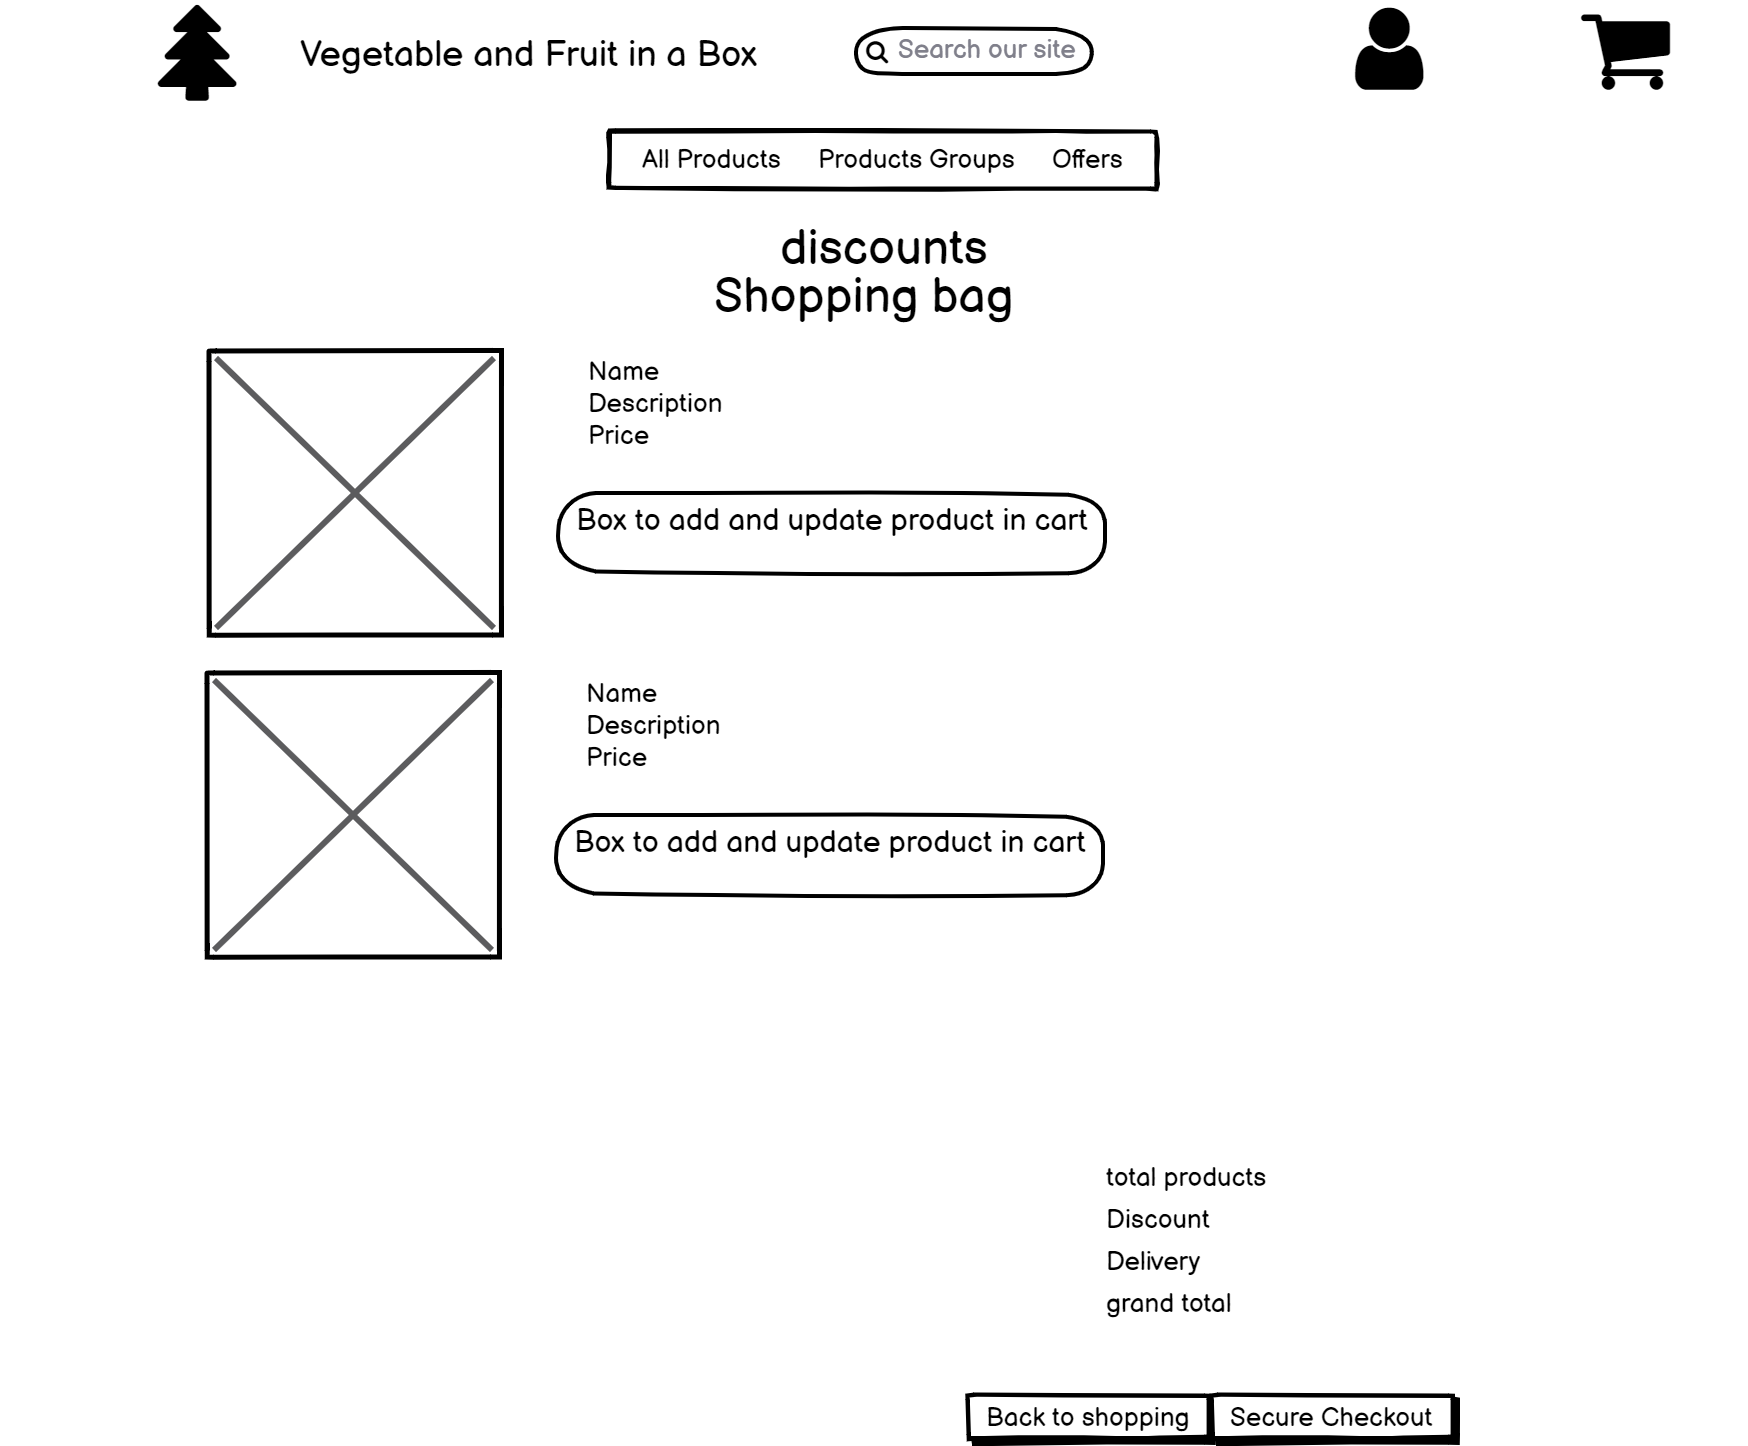 Vegetable and Fruit in a Box
Search our site
All Products Products Groups Offers
discounts
Shopping bag
Name
Description
Price
Box to add and update product in cart
Name
Description
Price
Box to add and update product in cart
total products
Discount
Delivery
grand total
Back to shopping Secure Checkout